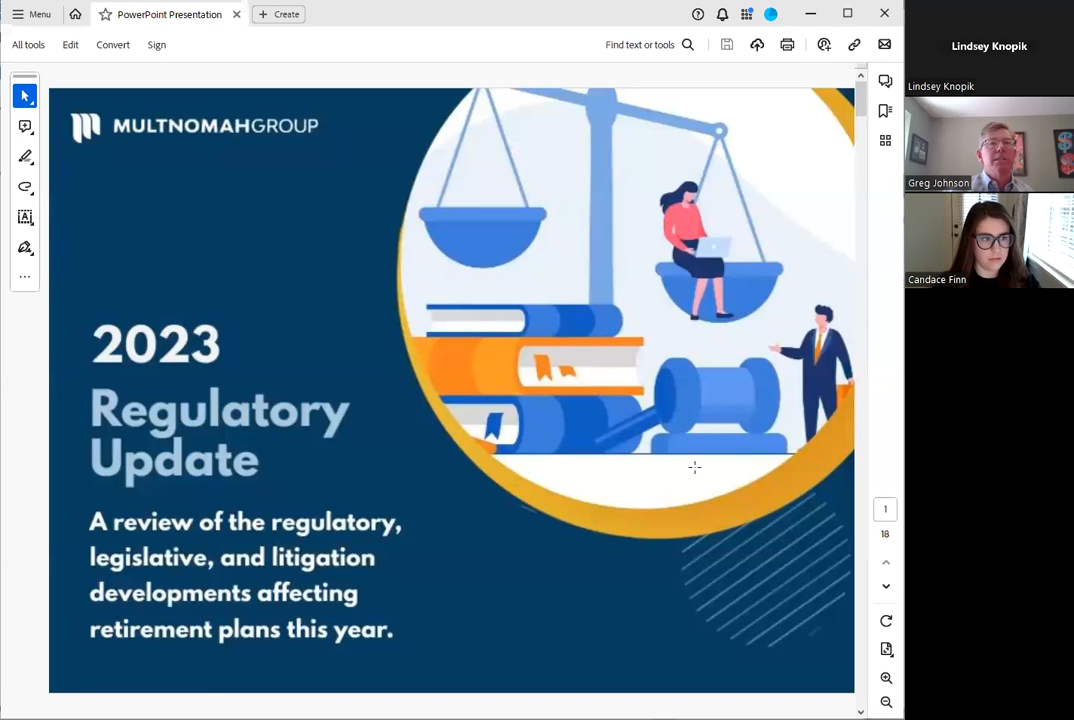 Menu
PowerPoint Presentation
Create
All tools
Edit
Convert
Sign
Find text or tools
MULTNOMAHGROUP
2023
Regulatory
Update
A review of the regulatory,
legislative, and litigation
developments affecting
retirement plans this year.
1
18
Lindsey Knopik
Lindsey Knopik
Greg Johnson
Candace Finn